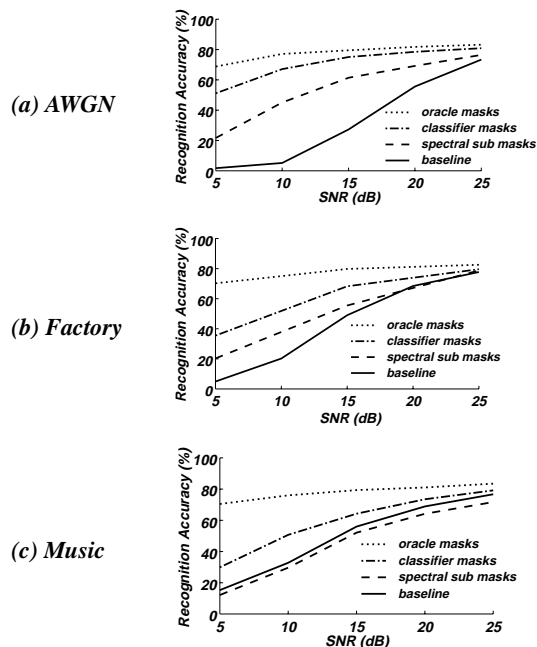 (a) AWGN
Recognition Accuracy (%)
100
80
60
40
20
0
5 10 15 20 25
SNR (dB)
oracle masks
classifier masks
spectral sub masks
baseline
(b) Factory
Recognition Accuracy (%)
100
80
60
40
20
0
5 10 15 20 25
SNR (dB)
oracle masks
classifier masks
spectral sub masks
baseline
(c) Music
Recognition Accuracy (%)
100
80
60
40
20
0
5 10 15 20 25
SNR (dB)
oracle masks
classifier masks
spectral sub masks
baseline